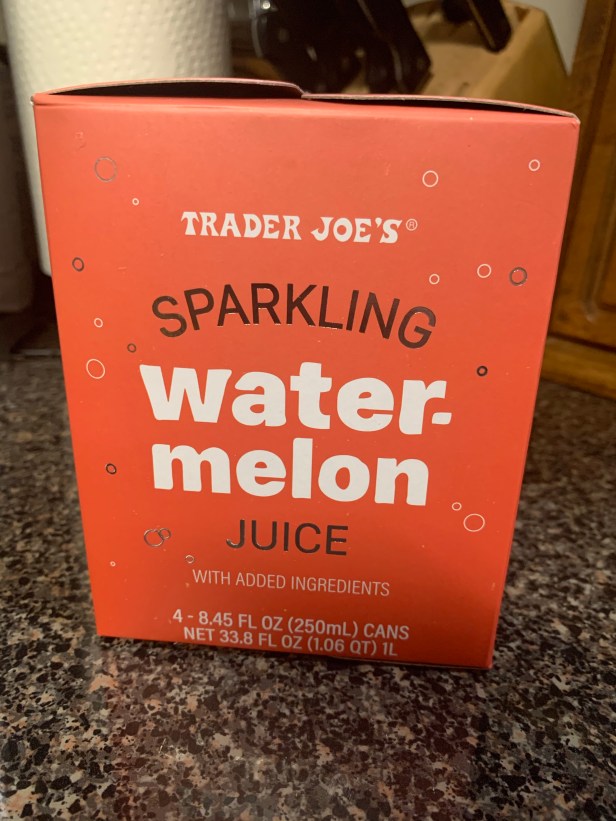 TRADER JOE'S®
SPARKLING
water-
melon
JUICE
WITH ADDED INGREDIENTS
4 - 8.45 FL OZ (250mL) CANS
NET 33.8 FL OZ (1.06 QT) 1L